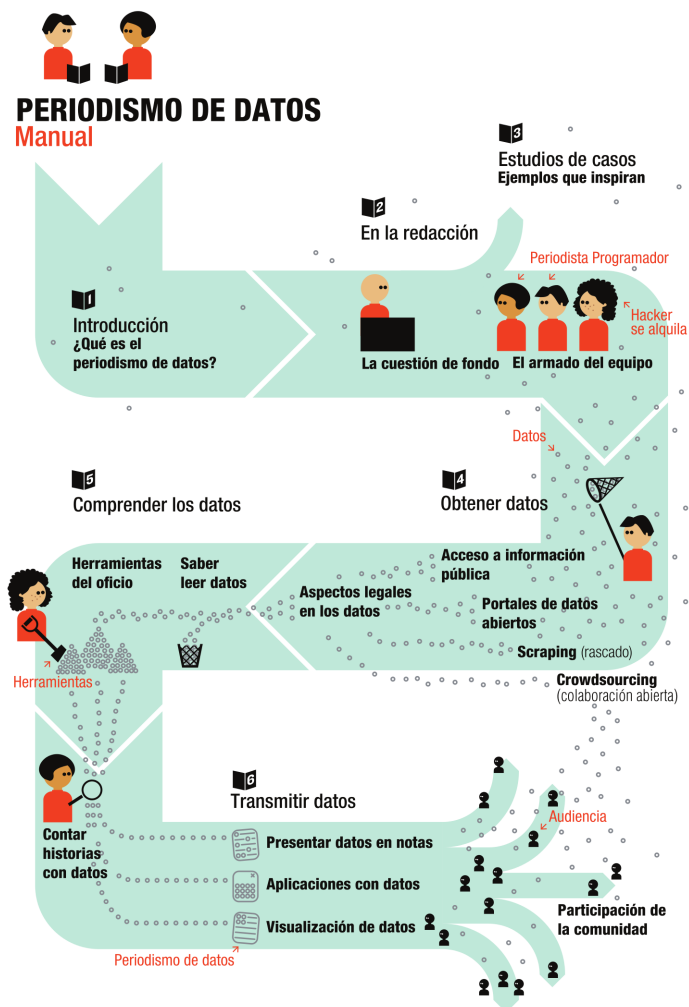 PERIODISMO DE DATOS
Manual
1
Introducción
¿Qué es el
periodismo de datos?
2
En la redacción
La cuestión de fondo
3
Estudios de casos
Ejemplos que inspiran
Periodista Programador
Hacker
se alquila
El armado del equipo
Datos
4
Obtener datos
Acceso a información
pública
Portales de datos
abiertos
Scraping (rascado)
Crowdsourcing
(colaboración abierta)
Aspectos legales
en los datos
5
Comprender los datos
Herramientas
del oficio
Saber
leer datos
Herramientas
Contar
historias
con datos
6
Transmitir datos
Presentar datos en notas
Aplicaciones con datos
Visualización de datos
Periodismo de datos
Audiencia
Participación de
la comunidad